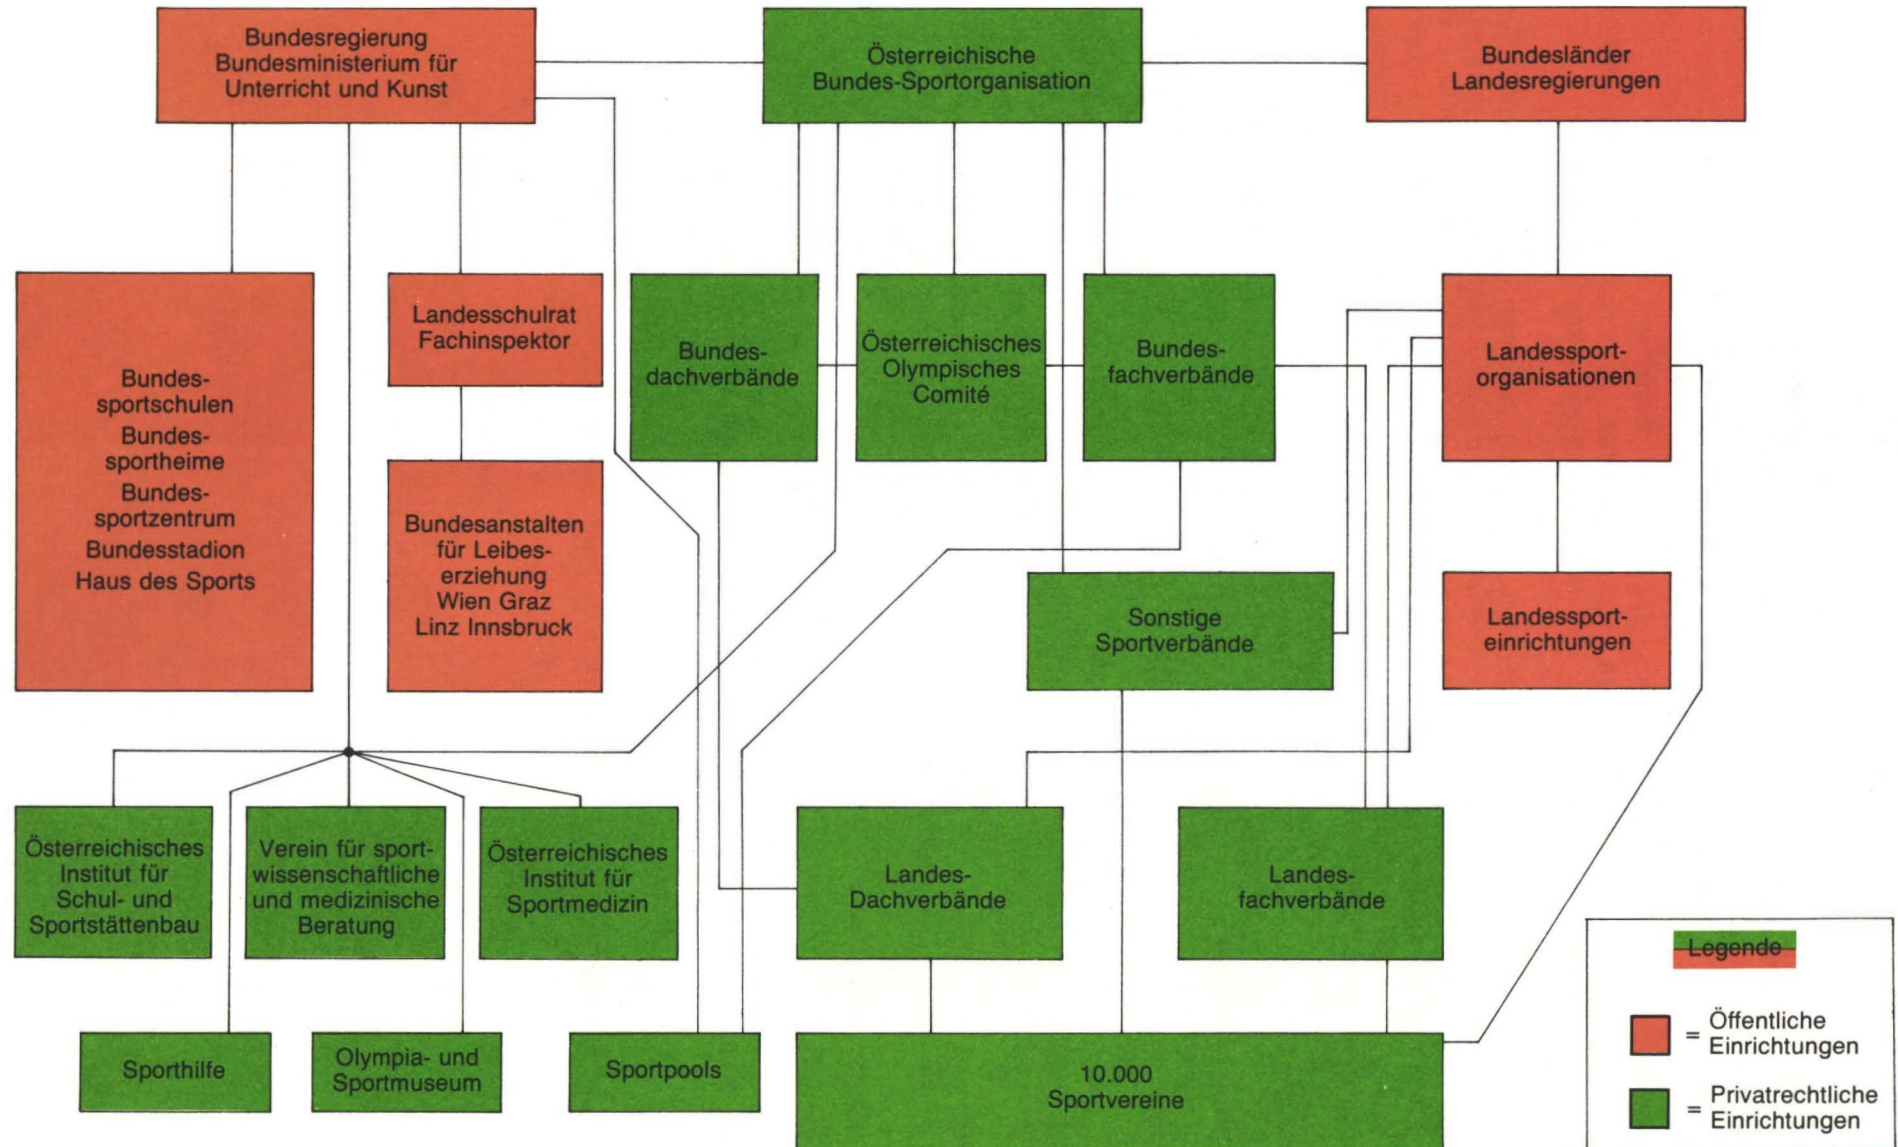 Bundesregierung
Bundesministerium für
Unterricht und Kunst
Österreichische
Bundes-Sportorganisation
Bundesländer
Landesregierungen
Bundes-
sportschulen
Bundes-
sportheime
Bundes-
sportzentrum
Bundesstadion
Haus des Sports
Landesschulrat
Fachinspektor
Bundesanstalten
für Leibes-
erziehung
Wien Graz
Linz Innsbruck
Bundes-
dachverbände
Österreichisches
Olympisches
Comité
Bundes-
fachverbände
Landessport-
organisationen
Sonstige
Sportverbände
Landessport-
einrichtungen
Österreichisches
Institut für
Schul- und
Sportstättenbau
Verein für sport-
wissenschaftliche
und medizinische
Beratung
Österreichisches
Institut für
Sportmedizin
Landes-
Dachverbände
Landes-
fachverbände
Sporthilfe
Olympia- und
Sportmuseum
Sportpools
10.000
Sportvereine
Legende
= Öffentliche
Einrichtungen
= Privatrechtliche
Einrichtungen